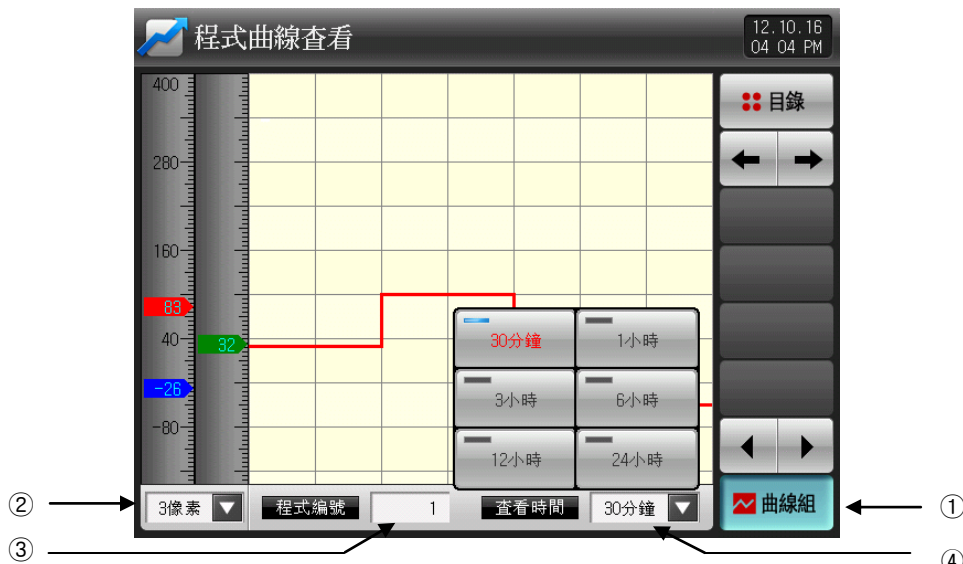 程式曲線查看
12.10.16
04 04 PM
400
280
160
83
40
32
-26
-80
目錄
30分鐘
1小時
3小時
6小時
12小時
24小時
3像素
程式編號
1
查看時間
30分鐘
曲線組
①
②
③
④